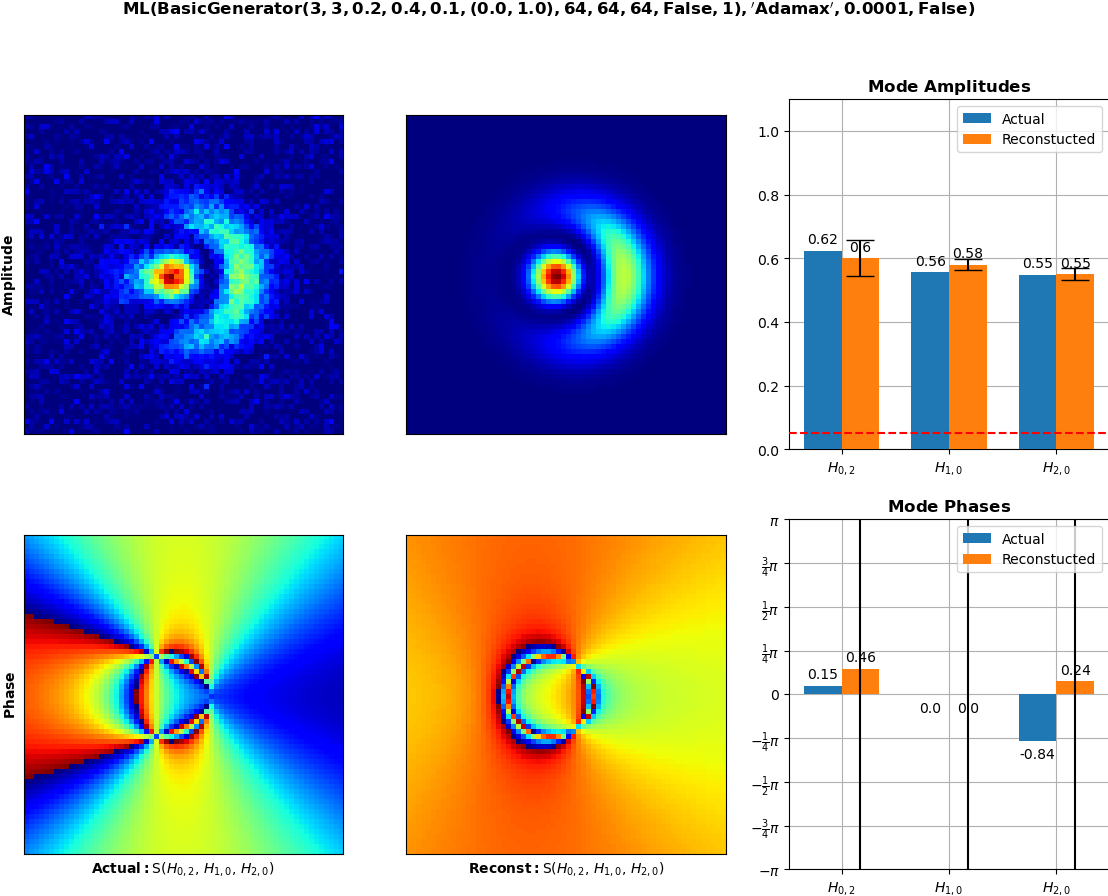 ML(BasicGenerator(3, 3, 0.2, 0.4, 0.1, (0.0, 1.0), 64, 64, 64, False, 1), 'Adamax', 0.0001, False)
Amplitude
Mode Amplitudes
Actual
Reconstucted
1.0
0.8
0.6
0.4
0.2
0.0
0.62
0.6
0.56
0.58
0.55
0.55
H0,2
H1,0
H2,0
Phase
Actual: S(H0,2, H1,0, H2,0)
Reconst: S(H0,2, H1,0, H2,0)
Mode Phases
Actual
Reconstucted
π
3/4π
1/2π
1/4π
0
−1/4π
−1/2π
−3/4π
−π
0.15
0.46
0.0
0.0
-0.84
0.24
H0,2
H1,0
H2,0